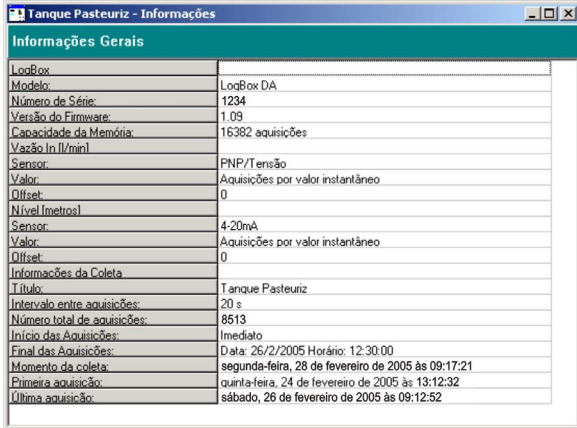 Tanque Pasteuriz - Informações
Informações Gerais
LogBox
Modelo: LogBox DA
Número de Série: 1234
Versão do Firmware: 1.09
Capacidade da Memória: 16382 aquisições
Vazão In [l/min]
Sensor: PNP/Tensão
Valor: Aquisições por valor instantâneo
Offset: 0
Nível [metros]
Sensor: 4-20mA
Valor: Aquisições por valor instantâneo
Offset: 0
Informações da Coleta
Título: Tanque Pasteuriz
Intervalo entre aquisições: 20 s
Número total de aquisições: 8513
Início das Aquisições: Imediato
Final das Aquisições: Data: 26/2/2005 Horário: 12:30:00
Momento da coleta: segunda-feira, 28 de fevereiro de 2005 às 09:17:21
Primeira aquisição: quinta-feira, 24 de fevereiro de 2005 às 13:12:32
Última aquisição: sábado, 26 de fevereiro de 2005 às 09:12:52